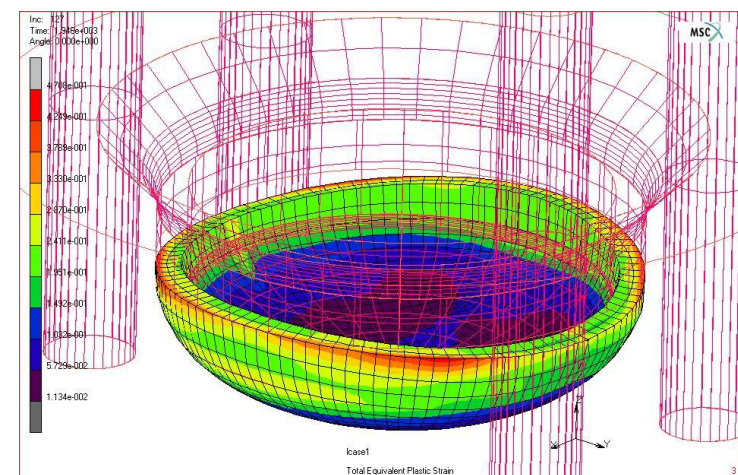 Inc: 127
Time: 1.946e+003
Angle: 0.000e+000
MSC
4.708e-001
4.249e-001
3.789e-001
3.330e-001
2.870e-001
2.411e-001
1.951e-001
1.492e-001
1.032e-001
5.729e-002
1.134e-002
Z
X
Y
lcase1
Total Equivalent Plastic Strain
3